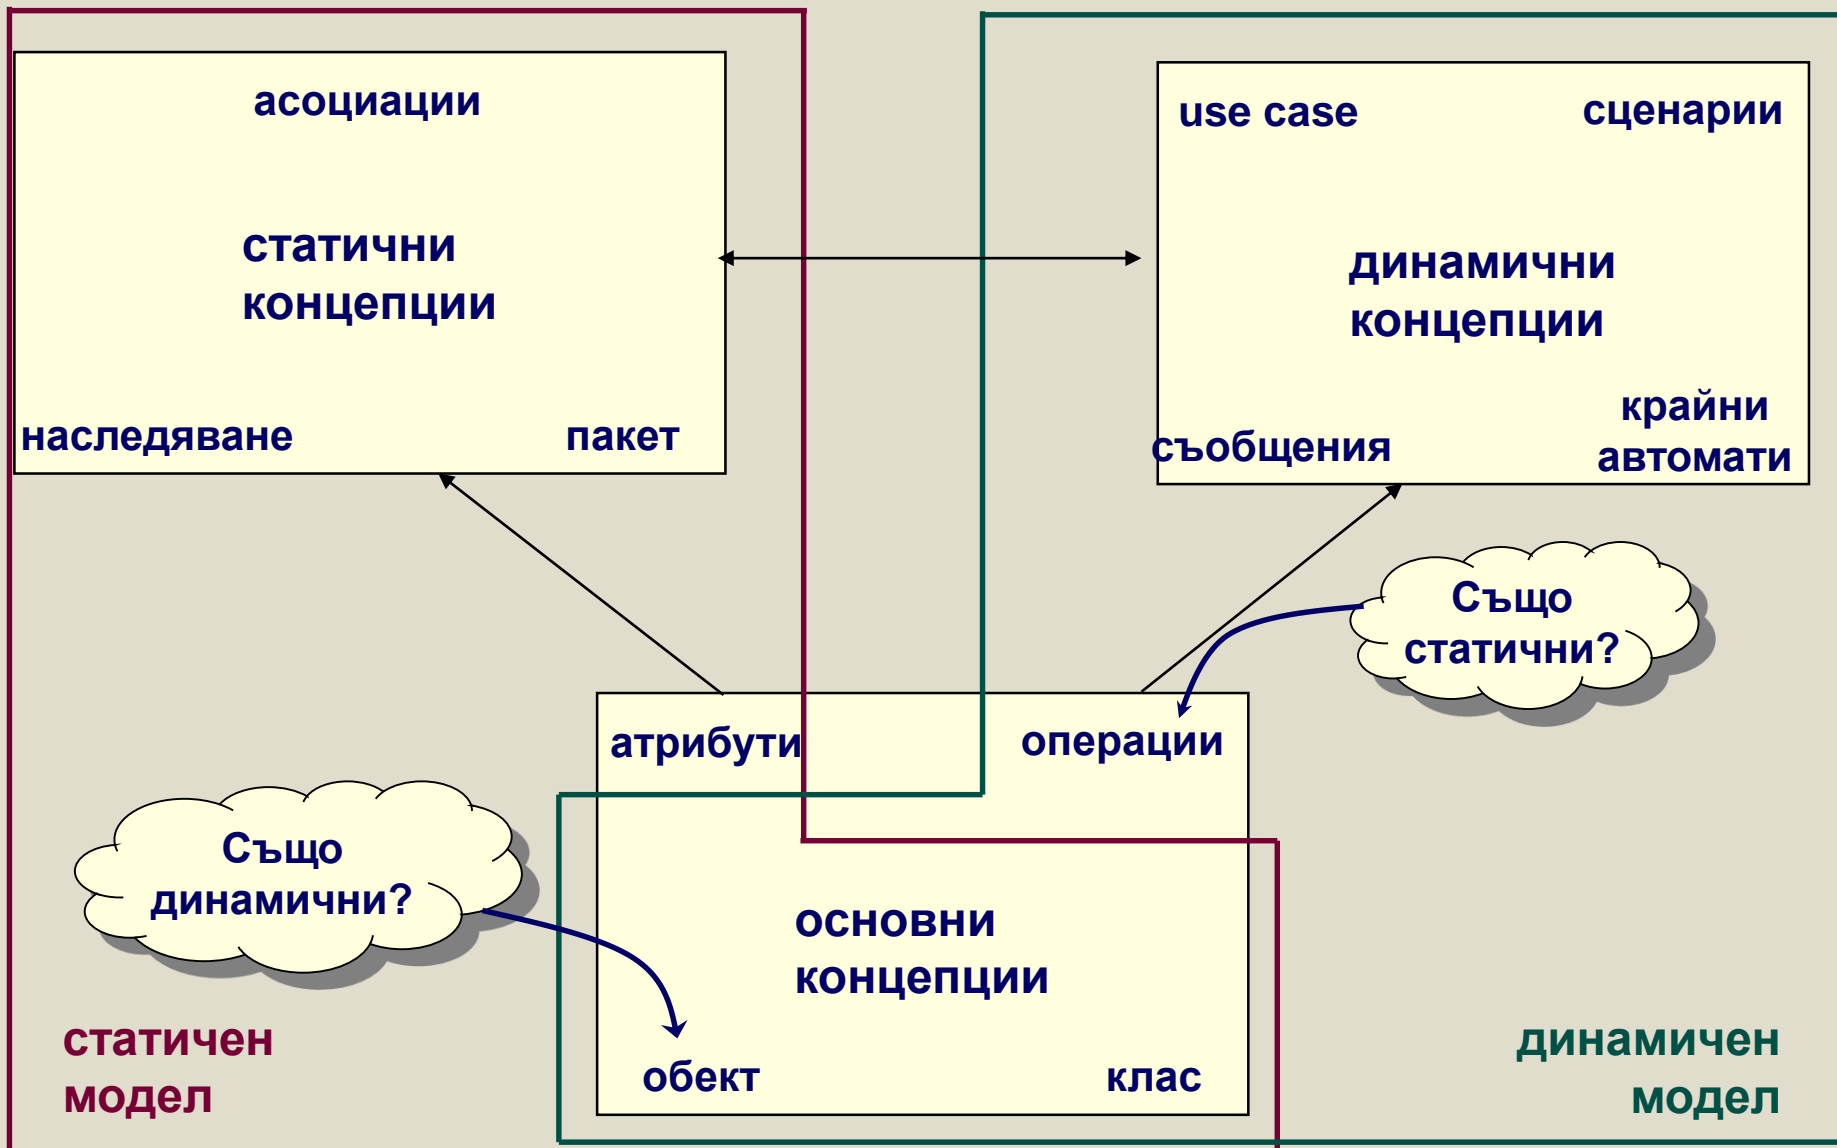 асоциации
статични
концепции
наследяване
пакет
use case
сценарии
динамични
концепции
съобщения
крайни
автомати
Също
статични?
атрибути
операции
Също
динамични?
основни
концепции
обект
клас
статичен
модел
динамичен
модел